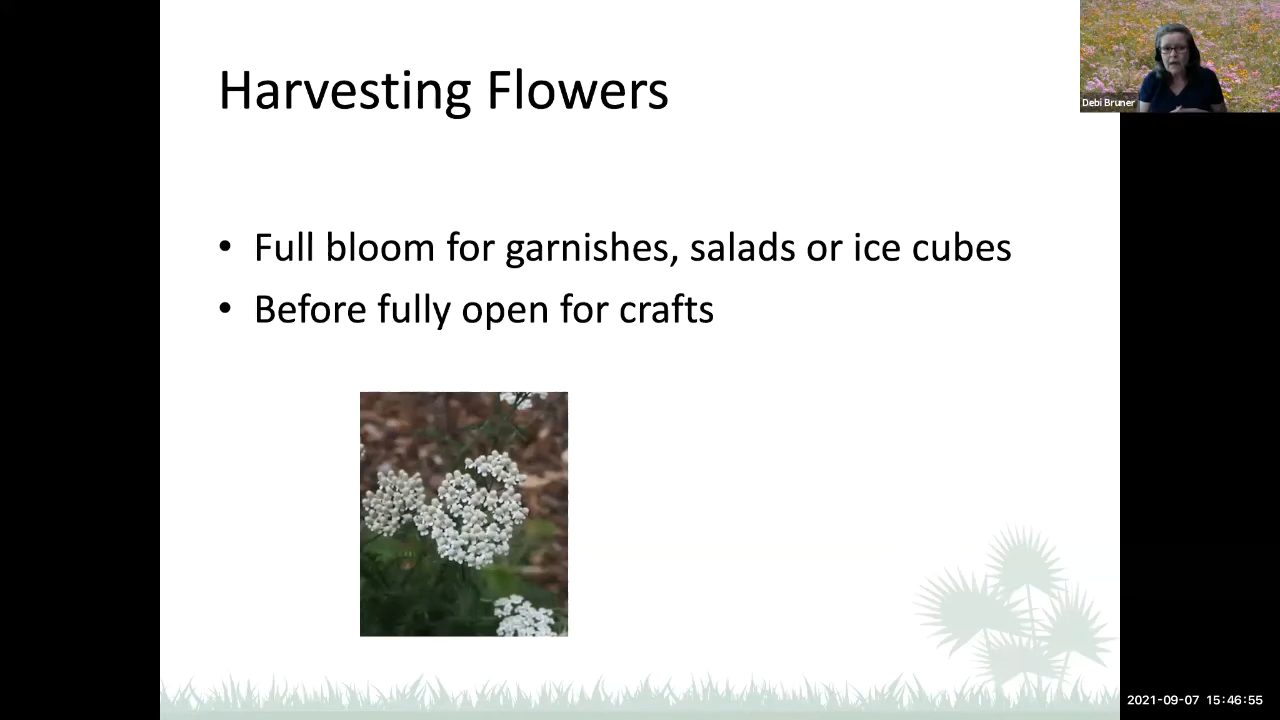 Harvesting Flowers
Debi Bruner
• Full bloom for garnishes, salads or ice cubes
• Before fully open for crafts
2021-09-07 15:46:55